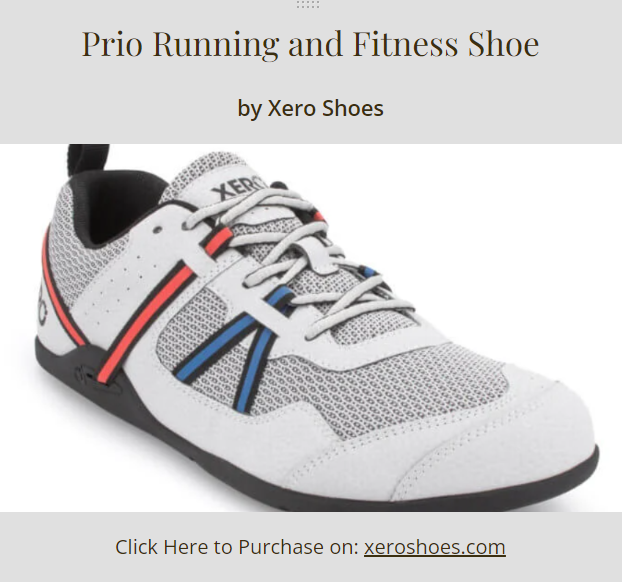 Prio Running and Fitness Shoe
by Xero Shoes
XERO
Click Here to Purchase on: xeroshoes.com